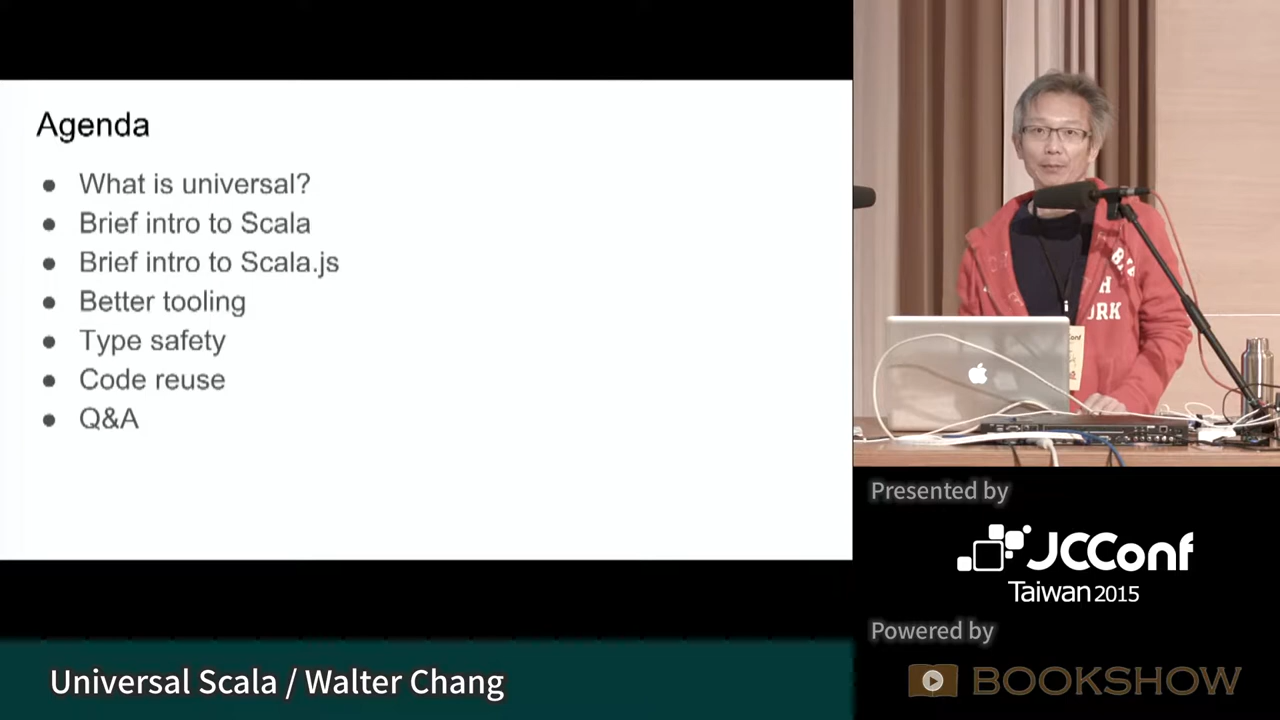 Agenda
What is universal?
Brief intro to Scala
Brief intro to Scala.js
Better tooling
Type safety
Code reuse
Q&A
Presented by
JCConf
Taiwan 2015
Powered by
BOOKSHOW
Universal Scala / Walter Chang